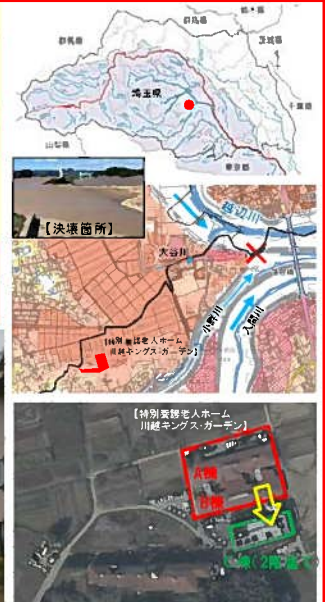 群馬県
栃木県
茨城県
埼玉県
千葉県
山梨県
東京都
【決壊箇所】
越辺川
大谷川
小畔川
入間川
【特別養護老人ホーム
川越キングス・ガーデン】
【特別養護老人ホーム
川越キングス・ガーデン】
A棟
B棟
C棟(2階建て)